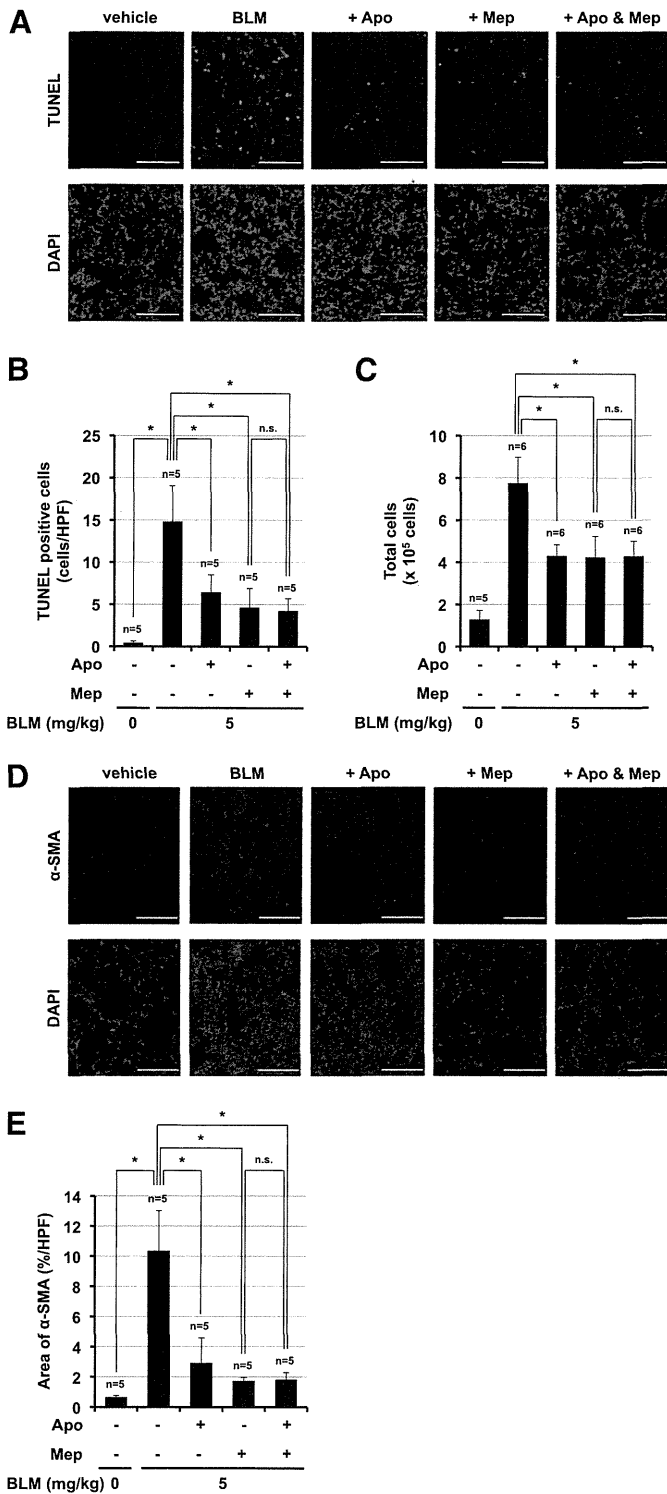 A
vehicle BLM + Apo + Mep + Apo & Mep
TUNEL
DAPI
B
*
*
* *
n.s.
TUNEL positive cells
(cells/HPF)
25
20
15
10
5
0
n=5
n=5
n=5
n=5
n=5
Apo - - + - +
Mep - - - + +
BLM (mg/kg) 0 5
C
*
*
*
n.s.
Total cells
(x 10⁵ cells)
10
8
6
4
2
0
n=5
n=6
n=6
n=6
n=6
Apo - - + - +
Mep - - - + +
BLM (mg/kg) 0 5
D
vehicle BLM + Apo + Mep + Apo & Mep
α-SMA
DAPI
E
*
*
* *
n.s.
Area of α-SMA (%/HPF)
14
12
10
8
6
4
2
0
n=5
n=5
n=5
n=5
n=5
Apo - - + - +
Mep - - - + +
BLM (mg/kg) 0 5